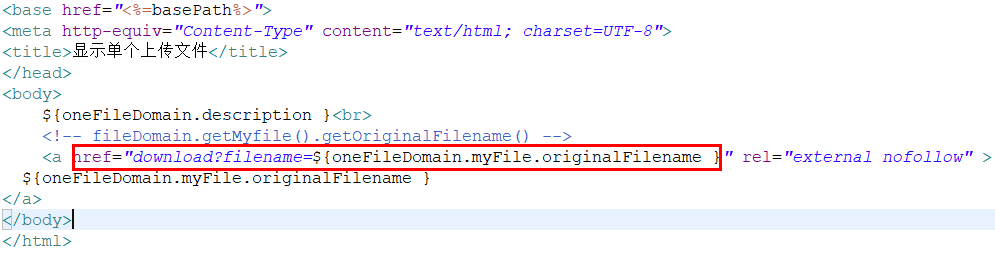 <base href="<%=basePath%>">
<meta http-equiv="Content-Type" content="text/html; charset=UTF-8">
<title>显示单个上传文件</title>
</head>
<body>
${oneFileDomain.description }<br>
<!-- fileDomain.getMyfile().getOriginalFilename() -->
<a href="download?filename=${oneFileDomain.myFile.originalFilename }" rel="external nofollow" >
${oneFileDomain.myFile.originalFilename }
</a>
</body>
</html>